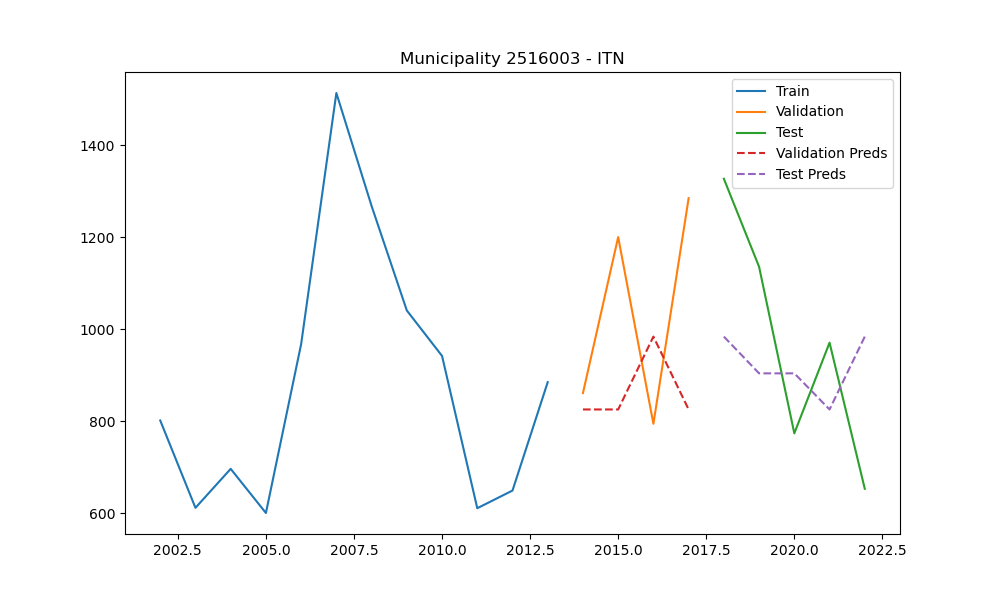 Municipality 2516003 - ITN
Train
Validation
Test
Validation Preds
Test Preds
1400
1200
1000
800
600
2002.5 2005.0 2007.5 2010.0 2012.5 2015.0 2017.5 2020.0 2022.5